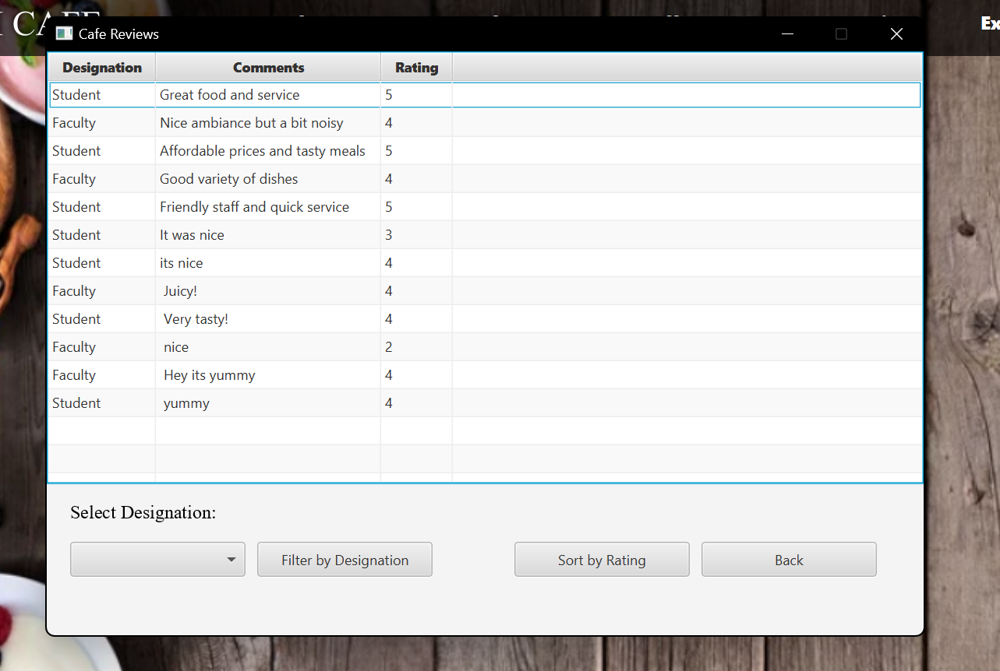 CAFE
Ex
Cafe Reviews
Designation Comments Rating
Student Great food and service 5
Faculty Nice ambiance but a bit noisy 4
Student Affordable prices and tasty meals 5
Faculty Good variety of dishes 4
Student Friendly staff and quick service 5
Student It was nice 3
Student its nice 4
Faculty Juicy! 4
Student Very tasty! 4
Faculty nice 2
Faculty Hey its yummy 4
Student yummy 4
Select Designation:
Filter by Designation Sort by Rating Back